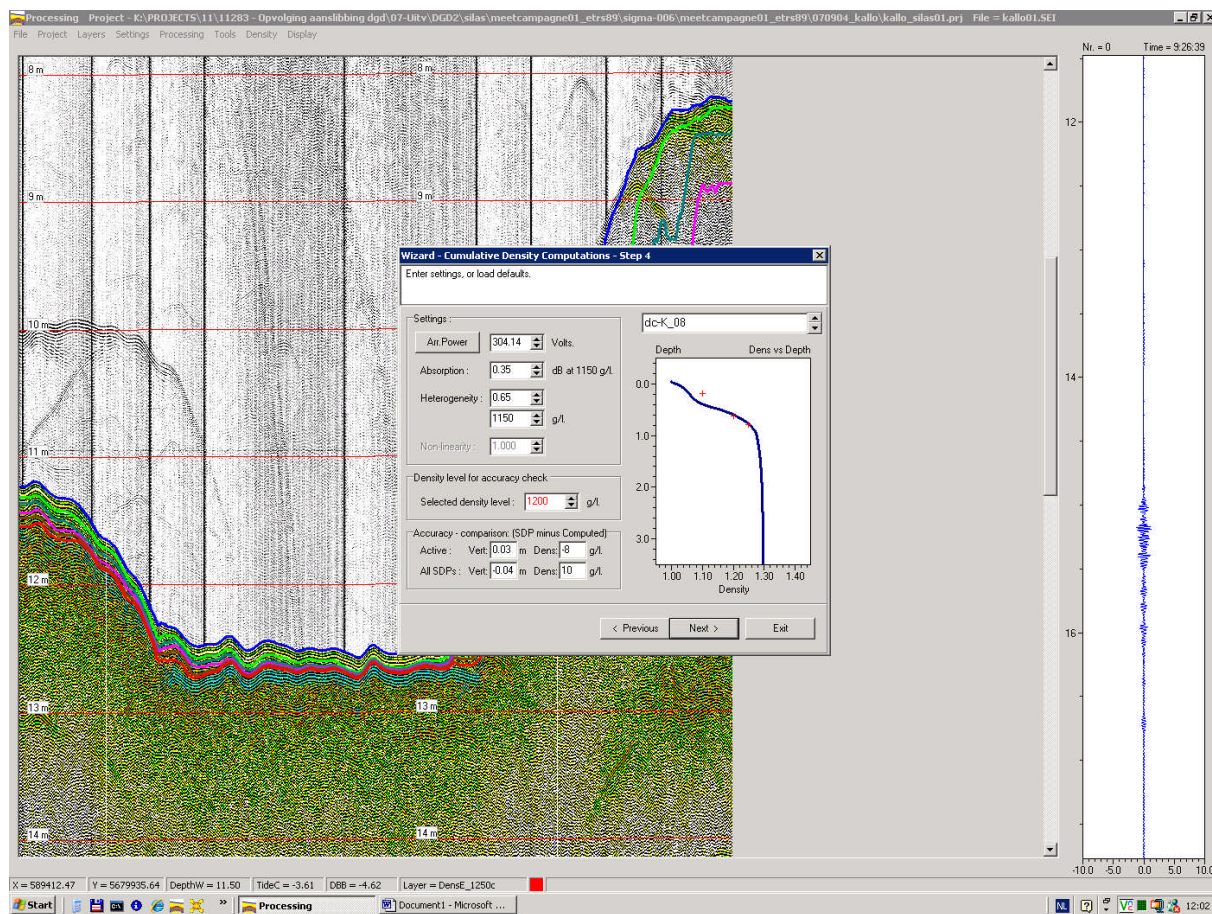 Processing Project - K:\PROJECTS\11\11283 - Opvolging aanslibbing dgd\07-Uitv\DGD2\silas\meetcampagne01_etrs89\sigma-006\meetcampagne01_etrs89\070904_kallo\kallo_silas01.prj File = kallo01.SEI
File Project Layers Settings Processing Tools Density Display
Nr. = 0 Time = 9:26:39
8 m 8 m
9 m 9 m
10 m
11 m
12 m
13 m 13 m
14 m 14 m
Wizard - Cumulative Density Computations - Step 4
Enter settings, or load defaults.
Settings :
Arr.Power 304.14 Volts.
Absorption : 0.35 dB at 1150 g/l.
Heterogeneity : 0.65
1150 g/l.
Non-linearity : 1.000
Density level for accuracy check
Selected density level : 1200 g/l.
Accuracy - comparison: (SDP minus Computed)
Active : Vert: 0.03 m Dens: -8 g/l.
All SDPs : Vert: -0.04 m Dens: 10 g/l.
dc-K_08
Depth Dens vs Depth
0.0
1.0
2.0
3.0
1.00 1.10 1.20 1.30 1.40
Density
< Previous Next > Exit
12
14
16
-10.0 -5.0 0.0 5.0 10.0
X = 589412.47 Y = 5679935.64 DepthW = 11.50 TideC = -3.61 DBB = -4.62 Layer = DensE_1250c
Start » Processing Document1 - Microsoft ... NL 12:02